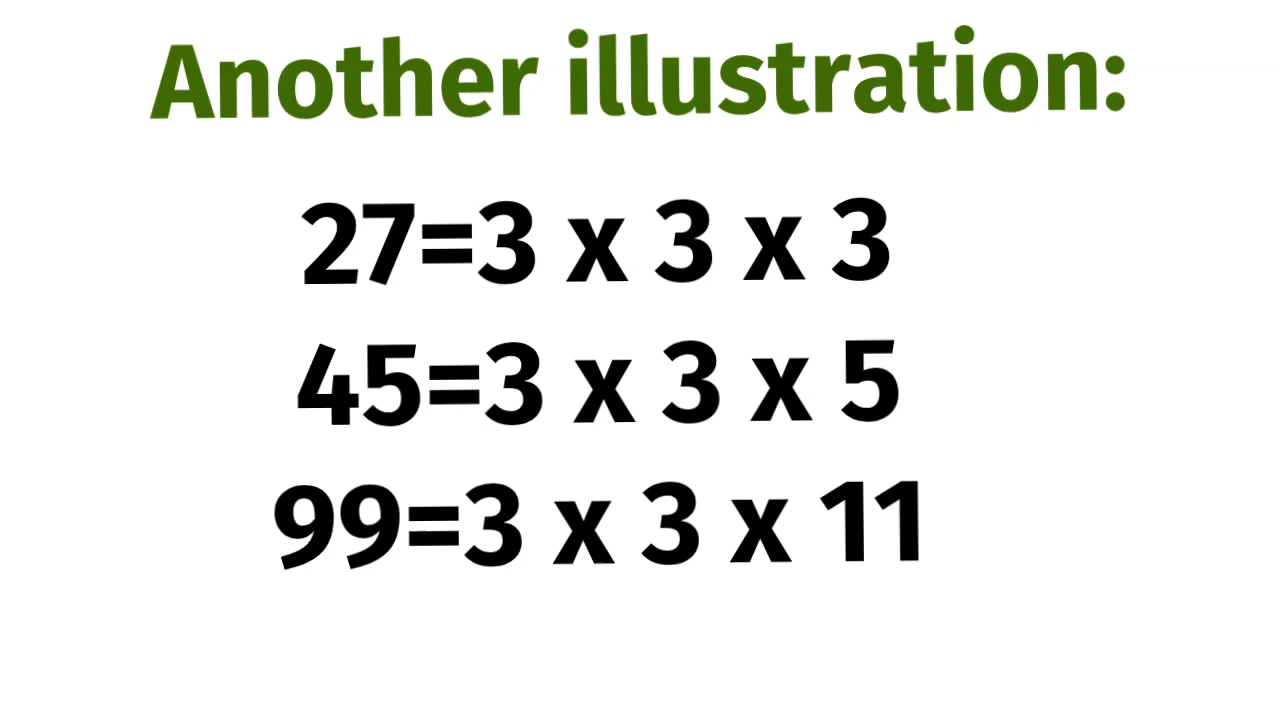 Another illustration:
27=3 x 3 x 3
45=3 x 3 x 5
99=3 x 3 x 11